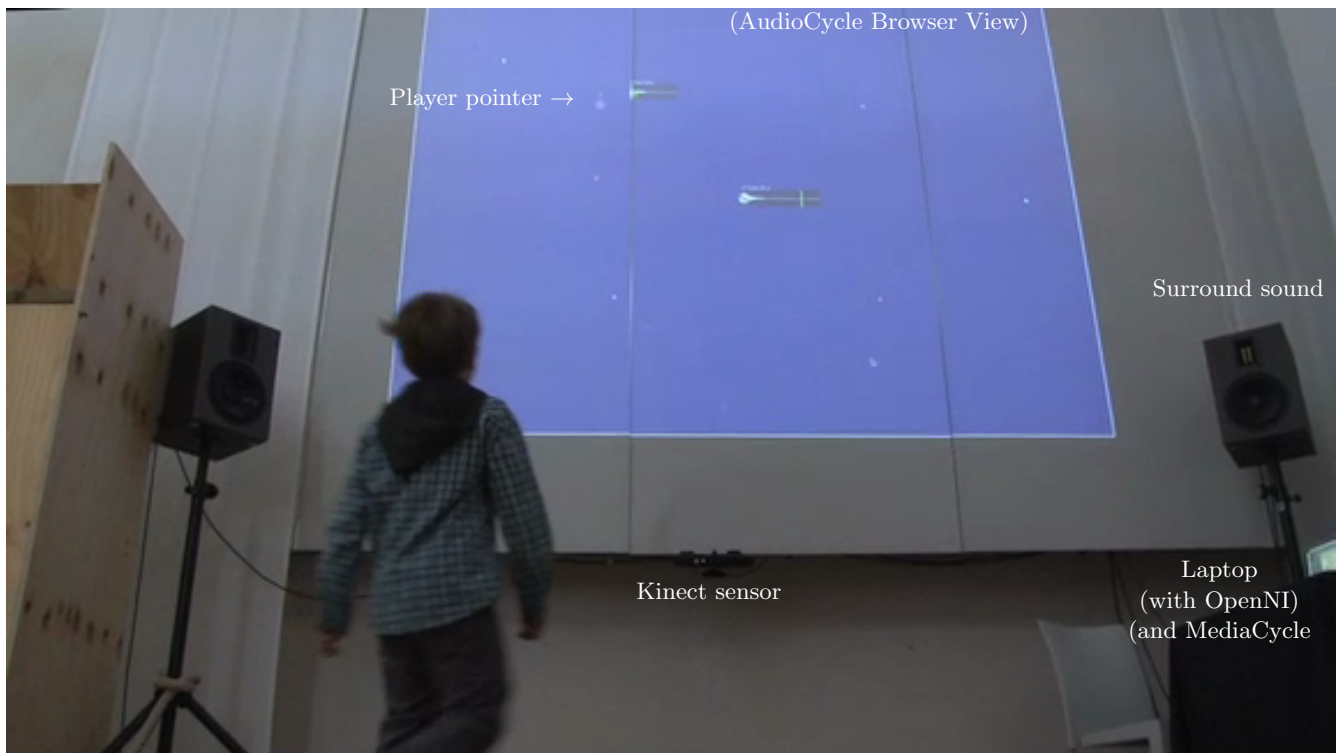 (AudioCycle Browser View)
Player pointer →
Surround sound
Kinect sensor
Laptop
(with OpenNI)
(and MediaCycle